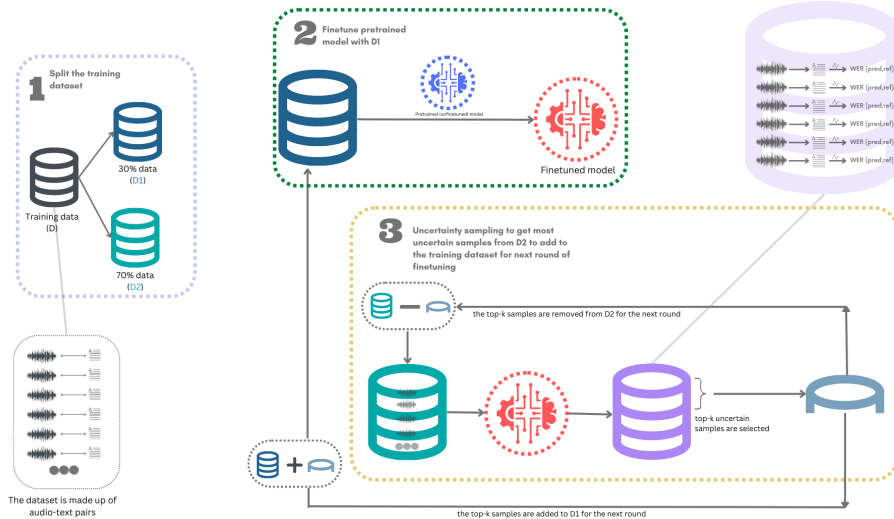 1
Split the training
dataset
30% data
(D1)
Training data
(D)
70% data
(D2)
The dataset is made up of
audio-text pairs
2
Finetune pretrained
model with D1
Pretrained (unfinetuned) model
Finetuned model
WER (pred,ref)
WER (pred,ref)
WER (pred,ref)
WER (pred,ref)
WER (pred,ref)
WER (pred,ref)
3
Uncertainty sampling to get most
uncertain samples from D2 to add to
the training dataset for next round of
finetuning
the top-k samples are removed from D2 for the next round
top-k uncertain
samples are selected
the top-k samples are added to D1 for the next round